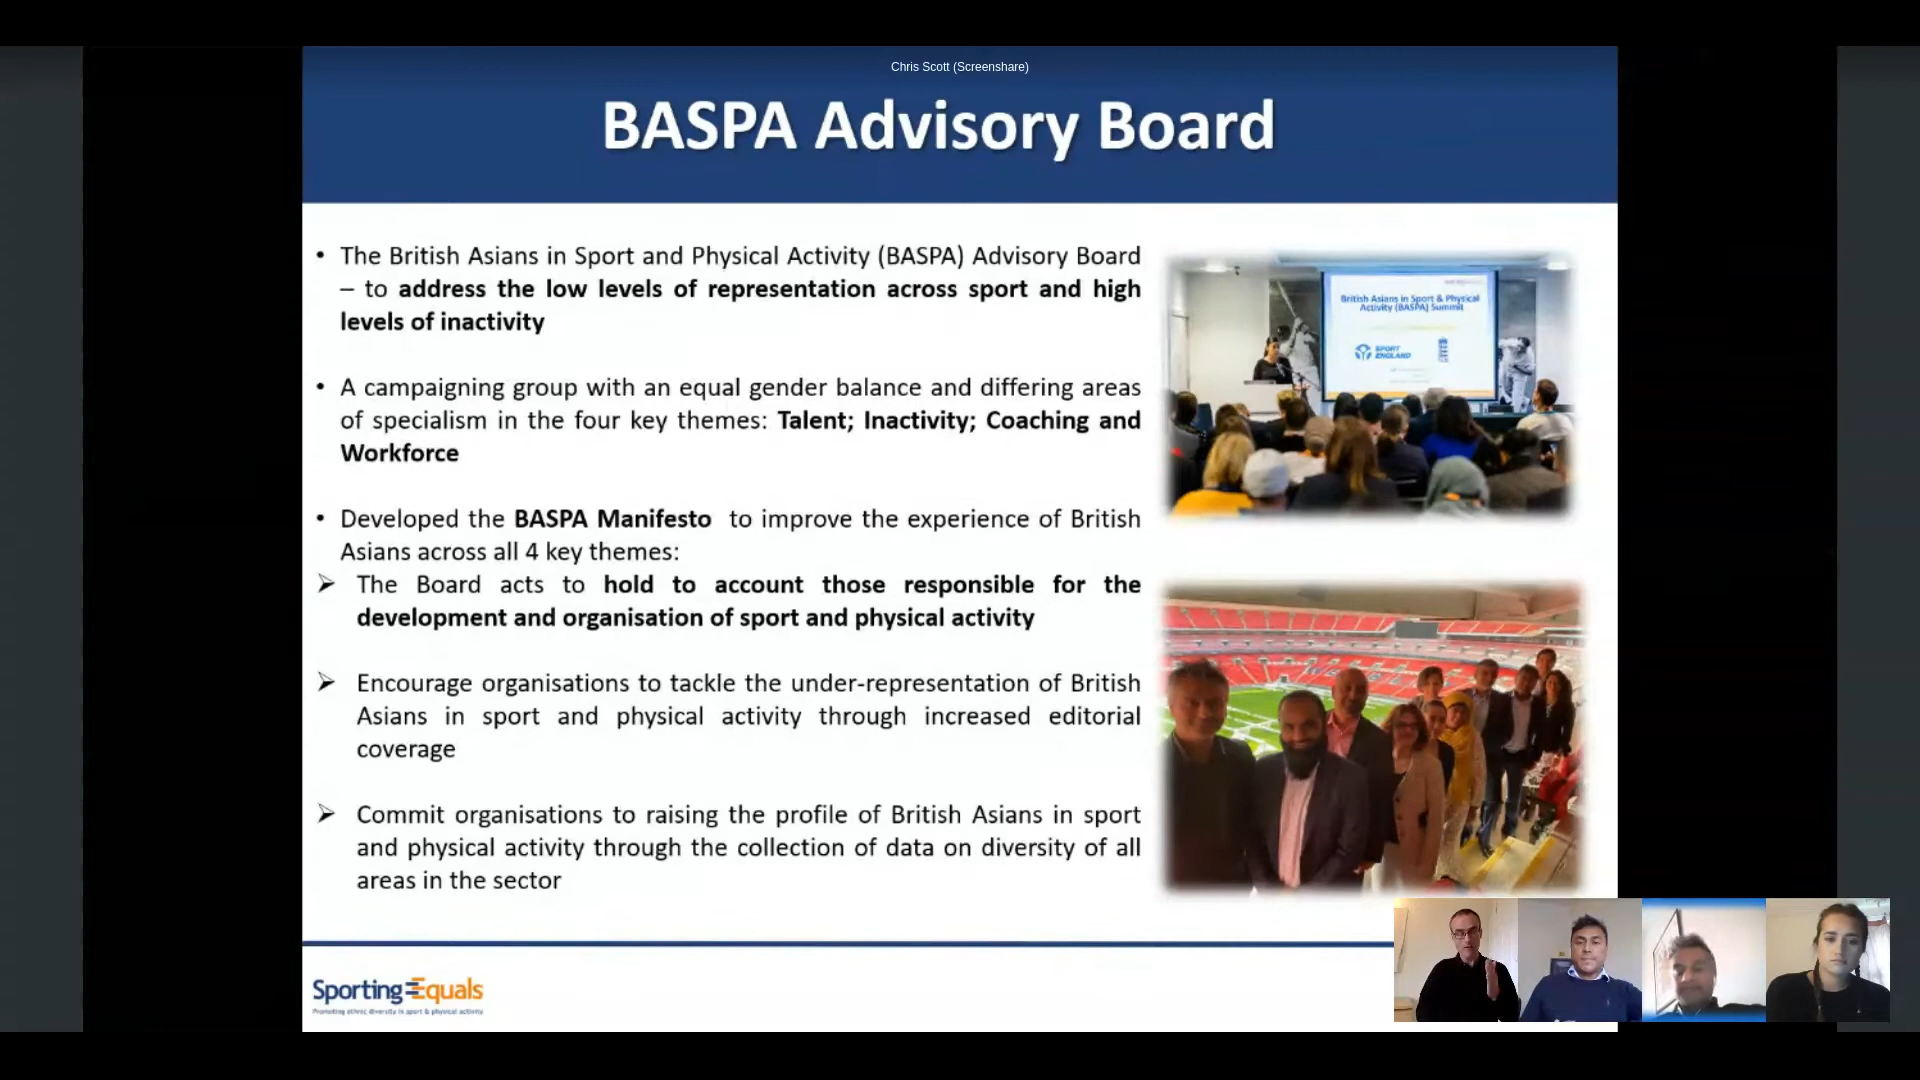 Chris Scott (Screenshare)
BASPA Advisory Board
• The British Asians in Sport and Physical Activity (BASPA) Advisory Board
– to address the low levels of representation across sport and high
levels of inactivity
• A campaigning group with an equal gender balance and differing areas
of specialism in the four key themes: Talent; Inactivity; Coaching and
Workforce
• Developed the BASPA Manifesto to improve the experience of British
Asians across all 4 key themes:
➢ The Board acts to hold to account those responsible for the
development and organisation of sport and physical activity
➢ Encourage organisations to tackle the under-representation of British
Asians in sport and physical activity through increased editorial
coverage
➢ Commit organisations to raising the profile of British Asians in sport
and physical activity through the collection of data on diversity of all
areas in the sector
British Asians in Sport & Physical
Activity (BASPA) Summit
SPORT
ENGLAND
Sporting Equals
Promoting ethnic diversity in sport & physical activity